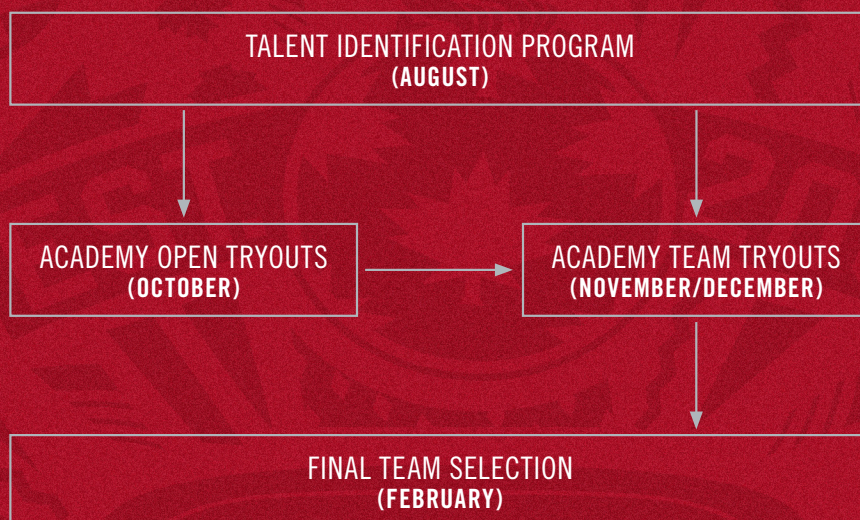 TALENT IDENTIFICATION PROGRAM
(AUGUST)
ACADEMY OPEN TRYOUTS
(OCTOBER)
ACADEMY TEAM TRYOUTS
(NOVEMBER/DECEMBER)
FINAL TEAM SELECTION
(FEBRUARY)